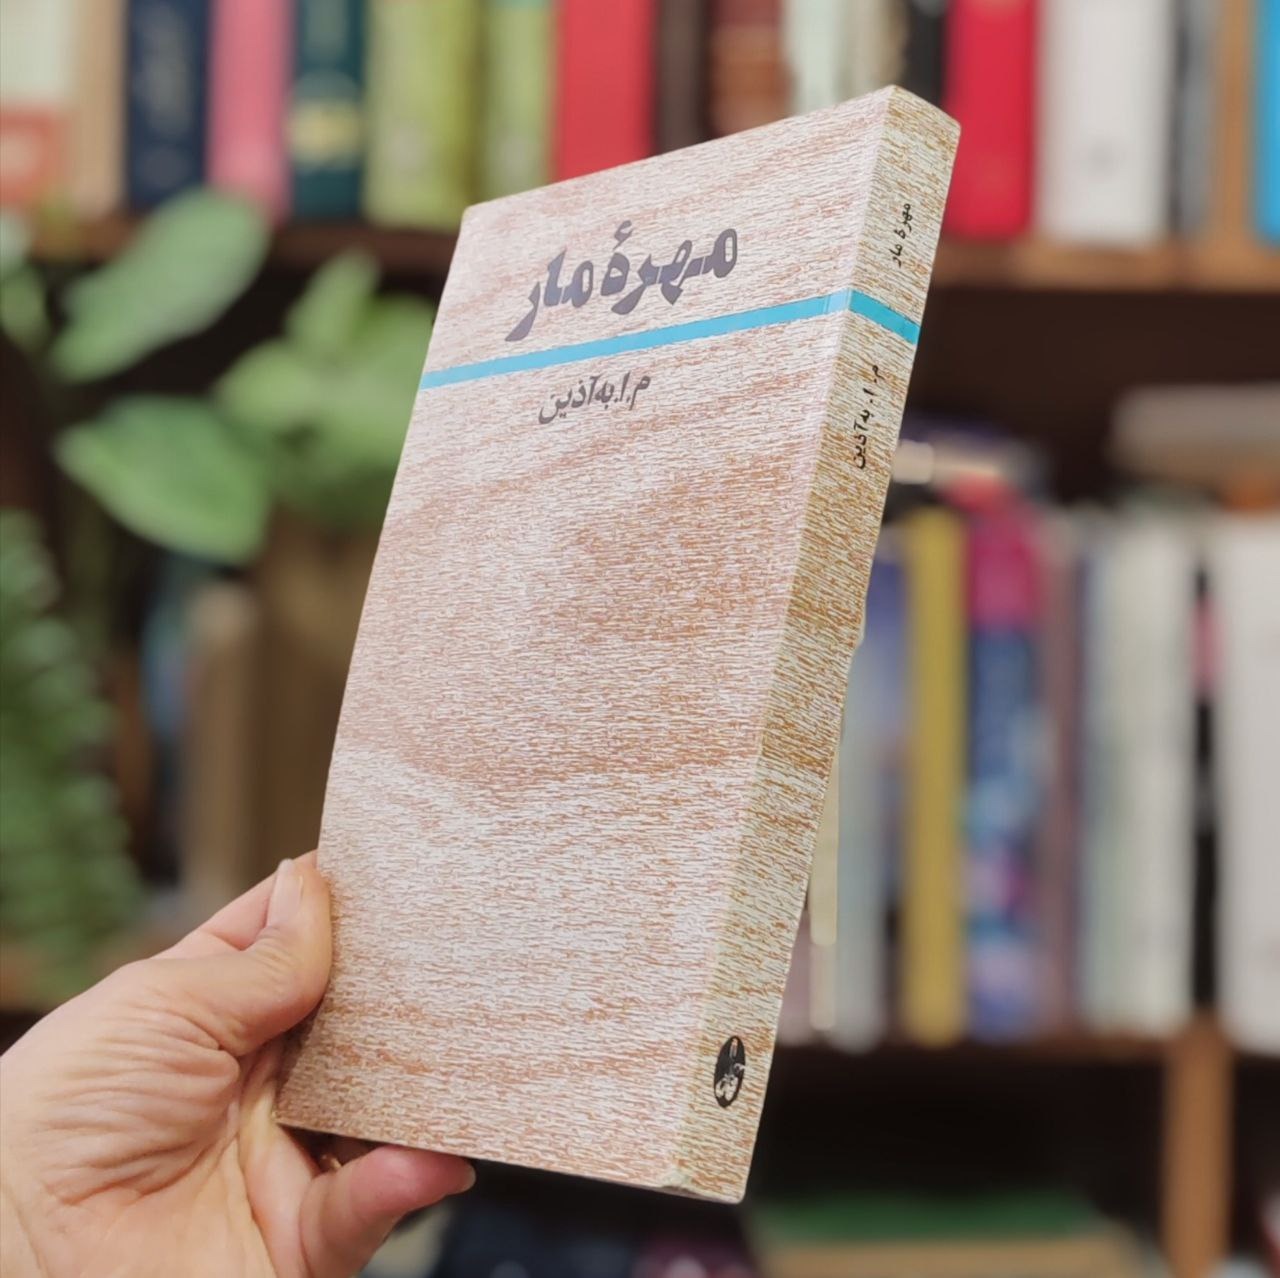 مهرهٔ مار
م.ا.به‌آذین
مهرهٔ مار
م. ا. به‌آذین